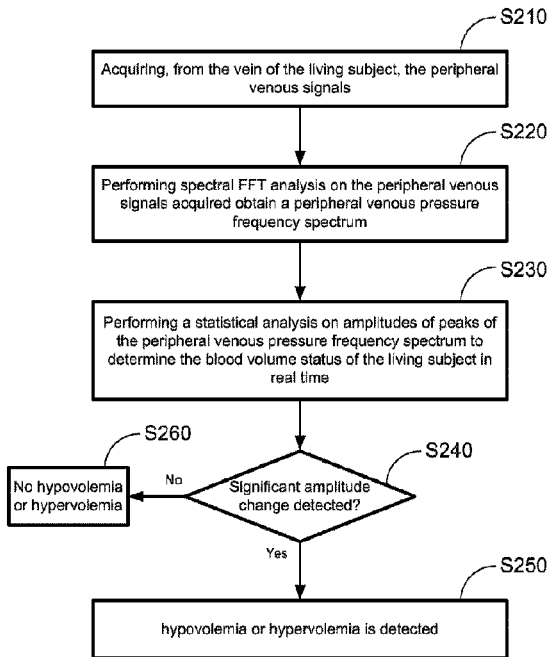 S210
Acquiring, from the vein of the living subject, the peripheral
venous signals
S220
Performing spectral FFT analysis on the peripheral venous
signals acquired obtain a peripheral venous pressure
frequency spectrum
S230
Performing a statistical analysis on amplitudes of peaks of
the peripheral venous pressure frequency spectrum to
determine the blood volume status of the living subject in
real time
S260
S240
No hypovolemia
or hypervolemia
No
Significant amplitude
change detected?
Yes
S250
hypovolemia or hypervolemia is detected